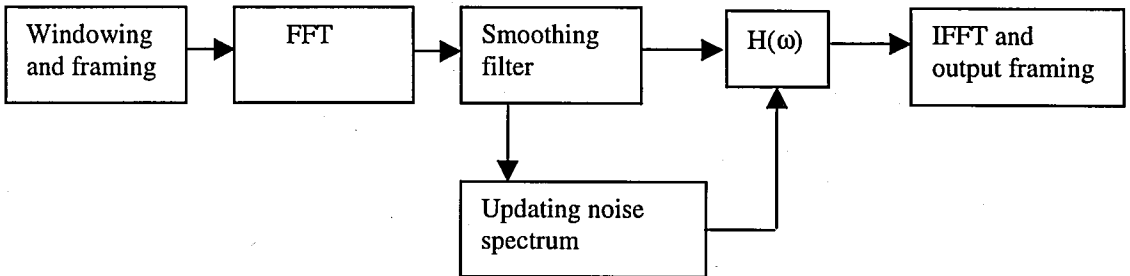 Windowing
and framing
FFT
Smoothing
filter
H(ω)
IFFT and
output framing
Updating noise
spectrum